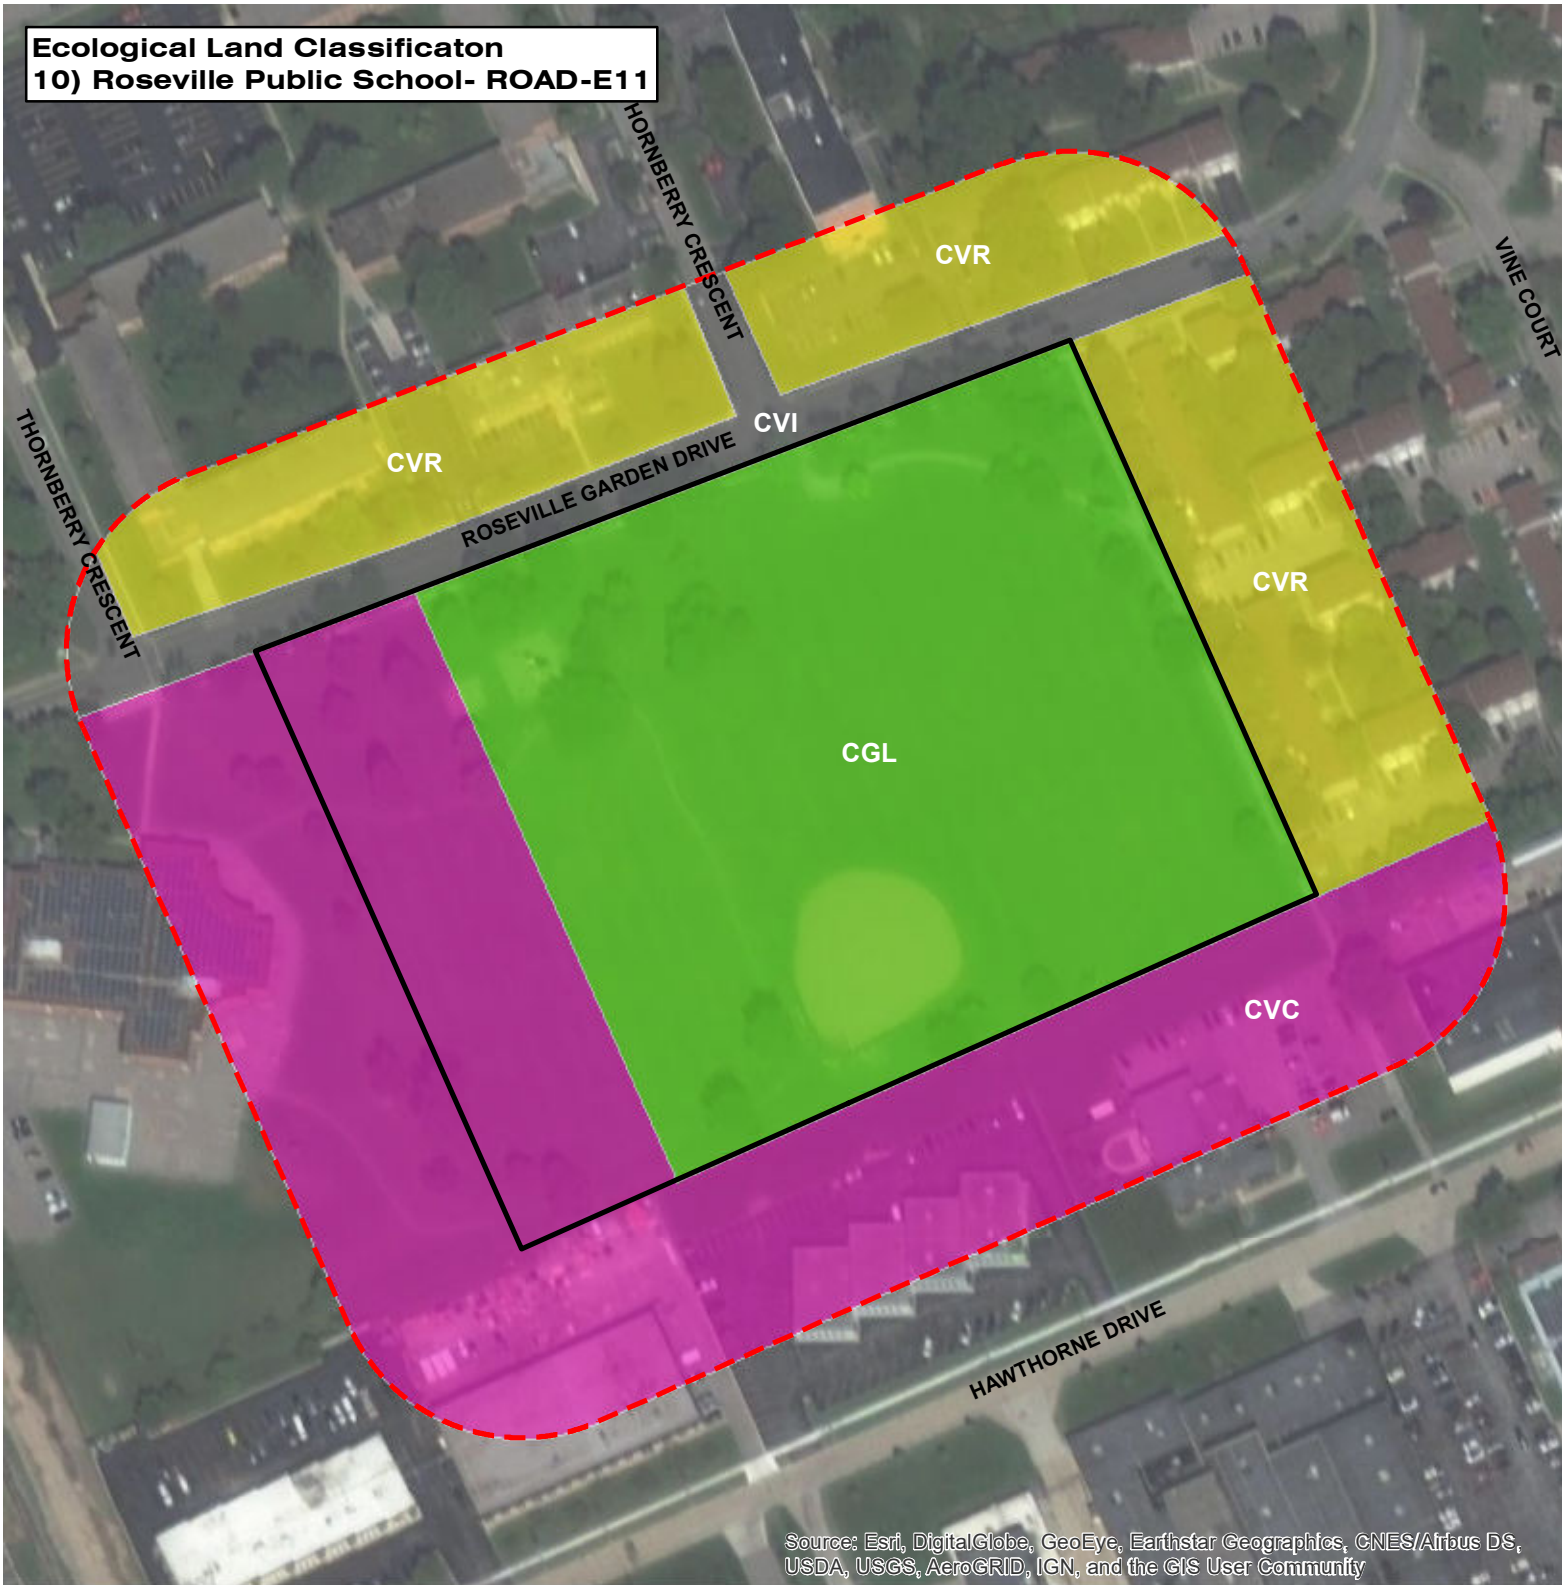 Ecological Land Classificaton
10) Roseville Public School- ROAD-E11
HORNBERRY CRESCENT
CVR
VINE COURT
CVI
THORNBERRY CRESCENT
CVR
ROSEVILLE GARDEN DRIVE
CVR
CGL
CVC
HAWTHORNE DRIVE
Source: Esri, DigitalGlobe, GeoEye, Earthstar Geographics, CNES/Airbus DS,
USDA, USGS, AeroGRID, IGN, and the GIS User Community